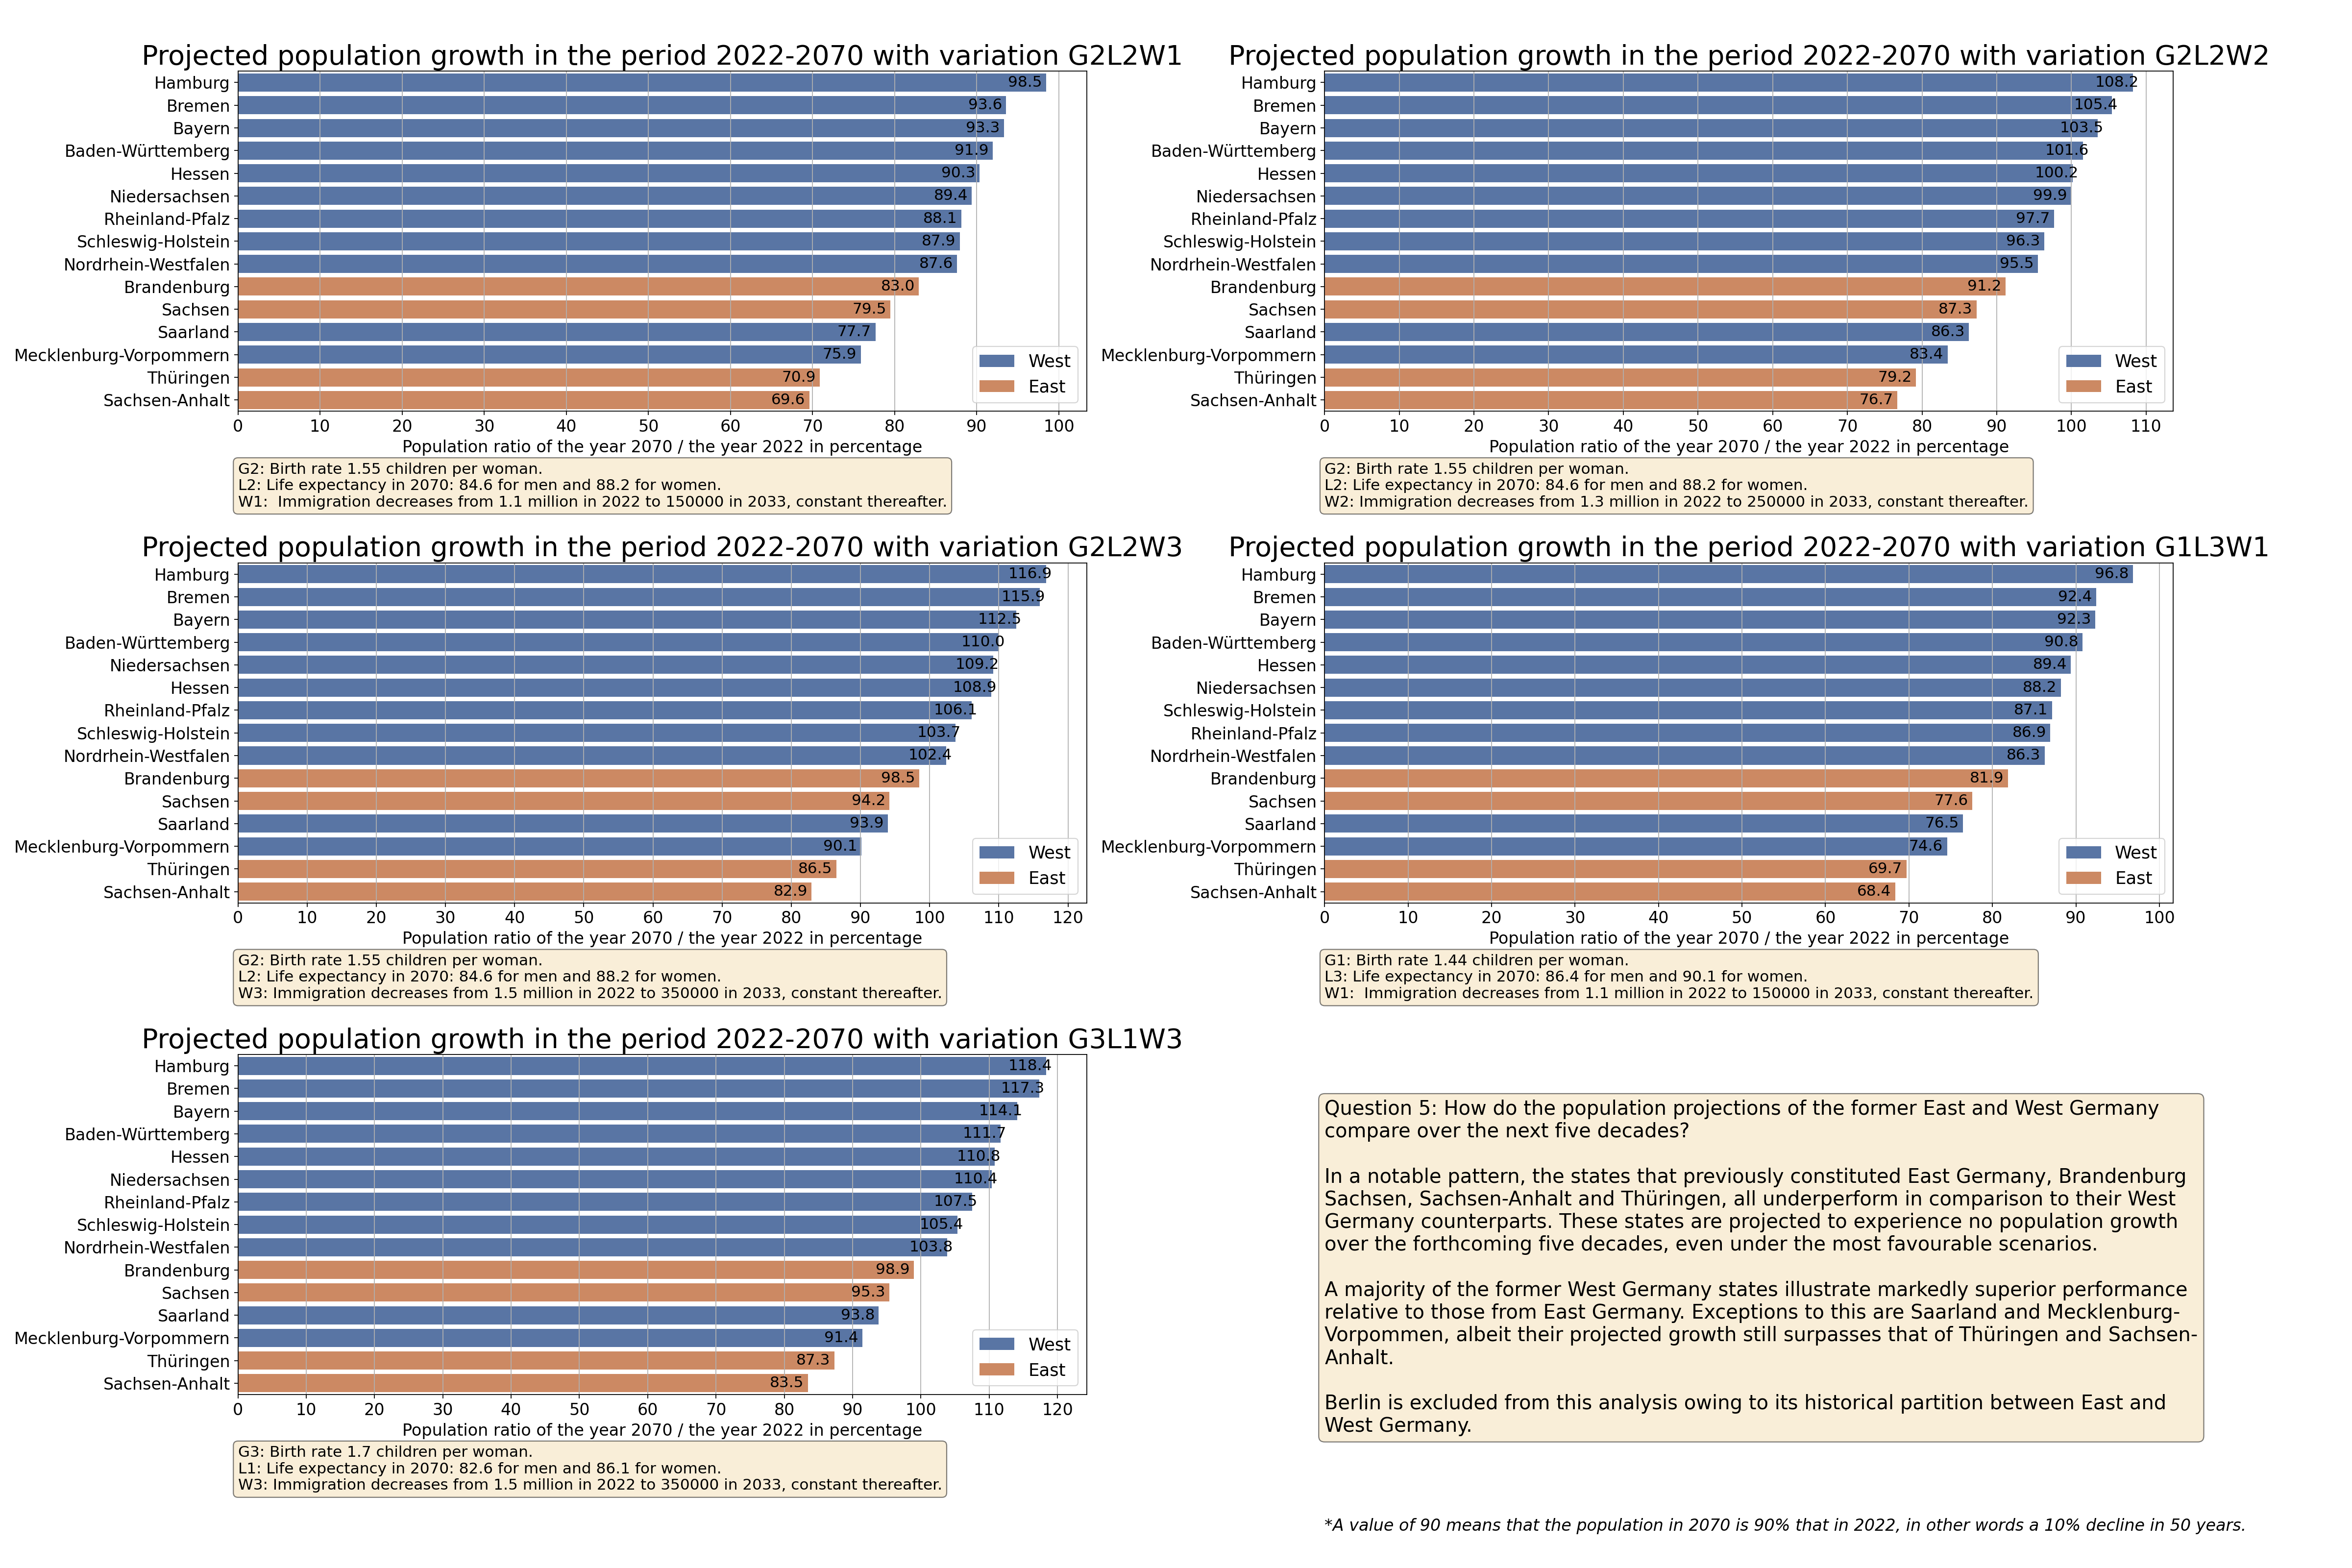 Projected population growth in the period 2022-2070 with variation G2L2W1
Hamburg 98.5
Bremen 93.6
Bayern 93.3
Baden-Württemberg 91.9
Hessen 90.3
Niedersachsen 89.4
Rheinland-Pfalz 88.1
Schleswig-Holstein 87.9
Nordrhein-Westfalen 87.6
Brandenburg 83.0
Sachsen 79.5
Saarland 77.7
Mecklenburg-Vorpommern 75.9
Thüringen 70.9
Sachsen-Anhalt 69.6
West
East
0 10 20 30 40 50 60 70 80 90 100
Population ratio of the year 2070 / the year 2022 in percentage
G2: Birth rate 1.55 children per woman.
L2: Life expectancy in 2070: 84.6 for men and 88.2 for women.
W1:  Immigration decreases from 1.1 million in 2022 to 150000 in 2033, constant thereafter.
Projected population growth in the period 2022-2070 with variation G2L2W2
Hamburg 108.2
Bremen 105.4
Bayern 103.5
Baden-Württemberg 101.6
Hessen 100.2
Niedersachsen 99.9
Rheinland-Pfalz 97.7
Schleswig-Holstein 96.3
Nordrhein-Westfalen 95.5
Brandenburg 91.2
Sachsen 87.3
Saarland 86.3
Mecklenburg-Vorpommern 83.4
Thüringen 79.2
Sachsen-Anhalt 76.7
West
East
0 10 20 30 40 50 60 70 80 90 100 110
Population ratio of the year 2070 / the year 2022 in percentage
G2: Birth rate 1.55 children per woman.
L2: Life expectancy in 2070: 84.6 for men and 88.2 for women.
W2: Immigration decreases from 1.3 million in 2022 to 250000 in 2033, constant thereafter.
Projected population growth in the period 2022-2070 with variation G2L2W3
Hamburg 116.9
Bremen 115.9
Bayern 112.5
Baden-Württemberg 110.0
Niedersachsen 109.2
Hessen 108.9
Rheinland-Pfalz 106.1
Schleswig-Holstein 103.7
Nordrhein-Westfalen 102.4
Brandenburg 98.5
Sachsen 94.2
Saarland 93.9
Mecklenburg-Vorpommern 90.1
Thüringen 86.5
Sachsen-Anhalt 82.9
West
East
0 10 20 30 40 50 60 70 80 90 100 110 120
Population ratio of the year 2070 / the year 2022 in percentage
G2: Birth rate 1.55 children per woman.
L2: Life expectancy in 2070: 84.6 for men and 88.2 for women.
W3: Immigration decreases from 1.5 million in 2022 to 350000 in 2033, constant thereafter.
Projected population growth in the period 2022-2070 with variation G1L3W1
Hamburg 96.8
Bremen 92.4
Bayern 92.3
Baden-Württemberg 90.8
Hessen 89.4
Niedersachsen 88.2
Schleswig-Holstein 87.1
Rheinland-Pfalz 86.9
Nordrhein-Westfalen 86.3
Brandenburg 81.9
Sachsen 77.6
Saarland 76.5
Mecklenburg-Vorpommern 74.6
Thüringen 69.7
Sachsen-Anhalt 68.4
West
East
0 10 20 30 40 50 60 70 80 90 100
Population ratio of the year 2070 / the year 2022 in percentage
G1: Birth rate 1.44 children per woman.
L3: Life expectancy in 2070: 86.4 for men and 90.1 for women.
W1:  Immigration decreases from 1.1 million in 2022 to 150000 in 2033, constant thereafter.
Projected population growth in the period 2022-2070 with variation G3L1W3
Hamburg 118.4
Bremen 117.3
Bayern 114.1
Baden-Württemberg 111.7
Hessen 110.8
Niedersachsen 110.4
Rheinland-Pfalz 107.5
Schleswig-Holstein 105.4
Nordrhein-Westfalen 103.8
Brandenburg 98.9
Sachsen 95.3
Saarland 93.8
Mecklenburg-Vorpommern 91.4
Thüringen 87.3
Sachsen-Anhalt 83.5
West
East
0 10 20 30 40 50 60 70 80 90 100 110 120
Population ratio of the year 2070 / the year 2022 in percentage
G3: Birth rate 1.7 children per woman.
L1: Life expectancy in 2070: 82.6 for men and 86.1 for women.
W3: Immigration decreases from 1.5 million in 2022 to 350000 in 2033, constant thereafter.
Question 5: How do the population projections of the former East and West Germany
compare over the next five decades?
In a notable pattern, the states that previously constituted East Germany, Brandenburg
Sachsen, Sachsen-Anhalt and Thüringen, all underperform in comparison to their West
Germany counterparts. These states are projected to experience no population growth
over the forthcoming five decades, even under the most favourable scenarios.
A majority of the former West Germany states illustrate markedly superior performance
relative to those from East Germany. Exceptions to this are Saarland and Mecklenburg-
Vorpommen, albeit their projected growth still surpasses that of Thüringen and Sachsen-
Anhalt.
Berlin is excluded from this analysis owing to its historical partition between East and
West Germany.
*A value of 90 means that the population in 2070 is 90% that in 2022, in other words a 10% decline in 50 years.